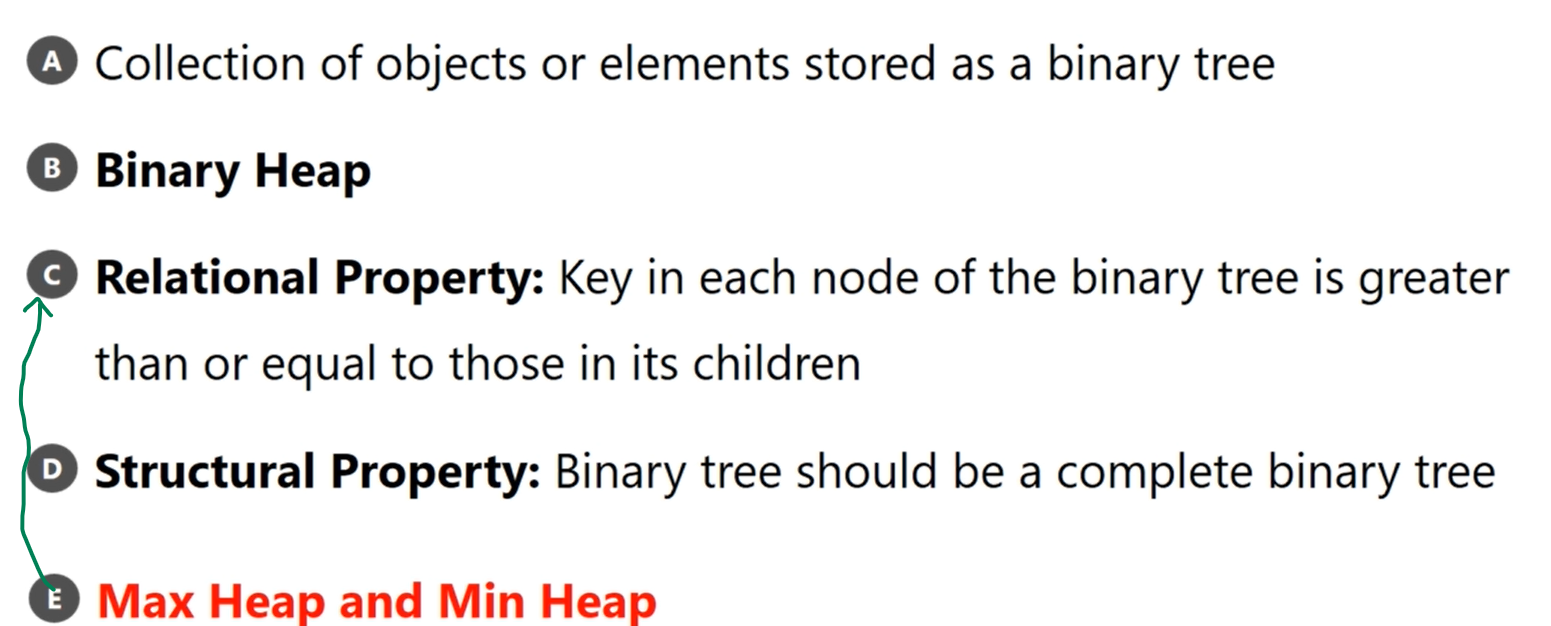 A Collection of objects or elements stored as a binary tree
B Binary Heap
C Relational Property: Key in each node of the binary tree is greater
than or equal to those in its children
D Structural Property: Binary tree should be a complete binary tree
E Max Heap and Min Heap